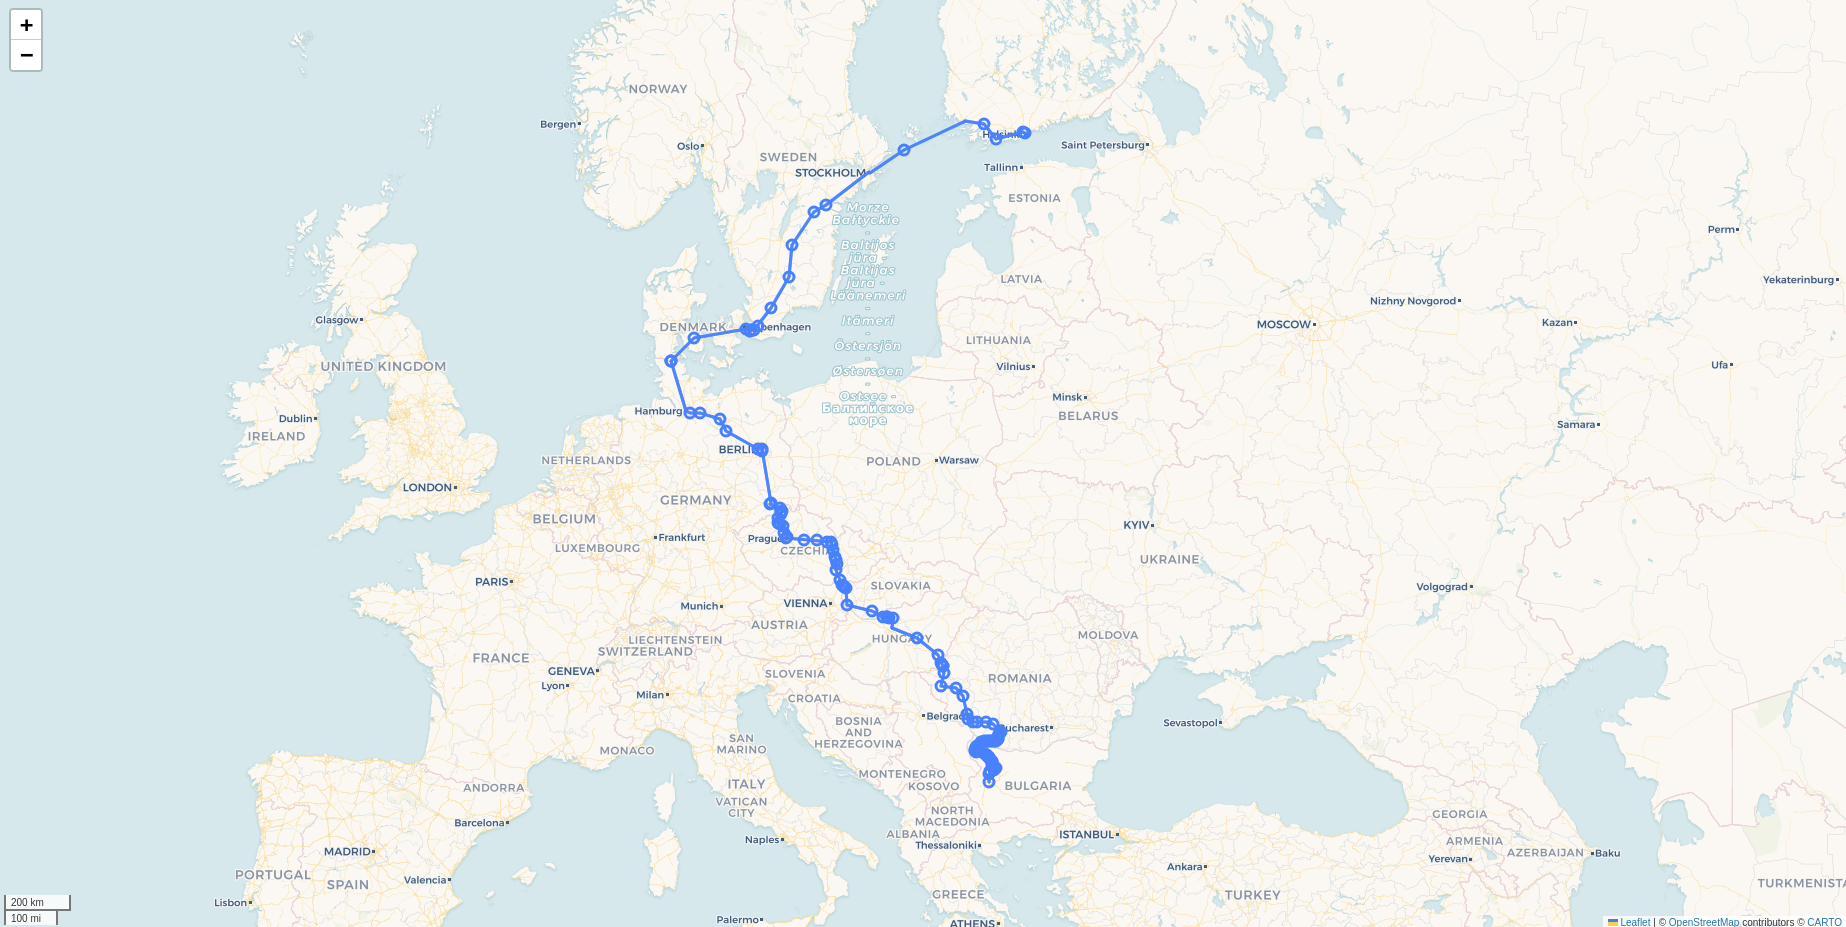 +
−
NORWAY
Bergen
Oslo
SWEDEN
STOCKHOLM
Helsinki
Saint Petersburg
Tallinn
ESTONIA
Morze
Bałtyckie
-
Baltijos
jūra -
Baltijas
jūra -
Läänemeri
-
Itämeri
-
Östersjön
-
Østersøen
-
Ostsee -
Балтийское
море
Perm
Yekaterinburg
LATVIA
Nizhny Novgorod
Kazan
MOSCOW
Glasgow
DENMARK
Copenhagen
LITHUANIA
Vilnius
UNITED KINGDOM
Ufa
Minsk
BELARUS
Hamburg
Dublin
IRELAND
Samara
BERLIN
NETHERLANDS
POLAND
Warsaw
LONDON
GERMANY
BELGIUM
KYIV
Frankfurt
Prague
CZECHIA
LUXEMBOURG
UKRAINE
PARIS
SLOVAKIA
Volgograd
Munich
VIENNA
AUSTRIA
HUNGARY
MOLDOVA
LIECHTENSTEIN
SWITZERLAND
FRANCE
GENEVA
Lyon
SLOVENIA
ROMANIA
Milan
CROATIA
Belgrade
BOSNIA
AND
HERZEGOVINA
Bucharest
Sevastopol
SAN
MARINO
MONACO
MONTENEGRO
KOSOVO
BULGARIA
ITALY
ANDORRA
VATICAN
CITY
NORTH
MACEDONIA
GEORGIA
Barcelona
ALBANIA
ISTANBUL
Naples
Thessaloniki
ARMENIA
AZERBAIJAN
Baku
MADRID
Yerevan
Ankara
PORTUGAL
SPAIN
Valencia
GREECE
TURKEY
TURKMENISTA
Lisbon
200 km
100 mi
Palermo
ATHENS
Leaflet | © OpenStreetMap contributors © CARTO